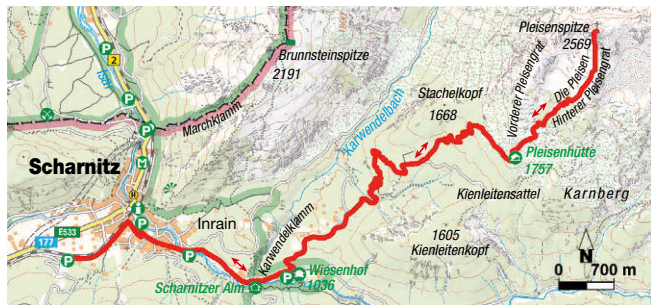 Pleisenspitze
2569
Brunnsteinspitze
2191
2
Isar
Vorderer Pleisengrat
Die Pleisen
Hinterer Pleisengrat
Stachelkopf
1668
Marchklamm
Karwendelbach
P
P
P
M
Scharnitz
Pleisenhütte
1757
H
i
P
Kienleitensattel
Karnberg
Inrain
Karwendelklamm
E533
177
P
P
1605
Kienleitenkopf
Wiesenhof
1036
P
Scharnitzer Alm
N
0 700 m